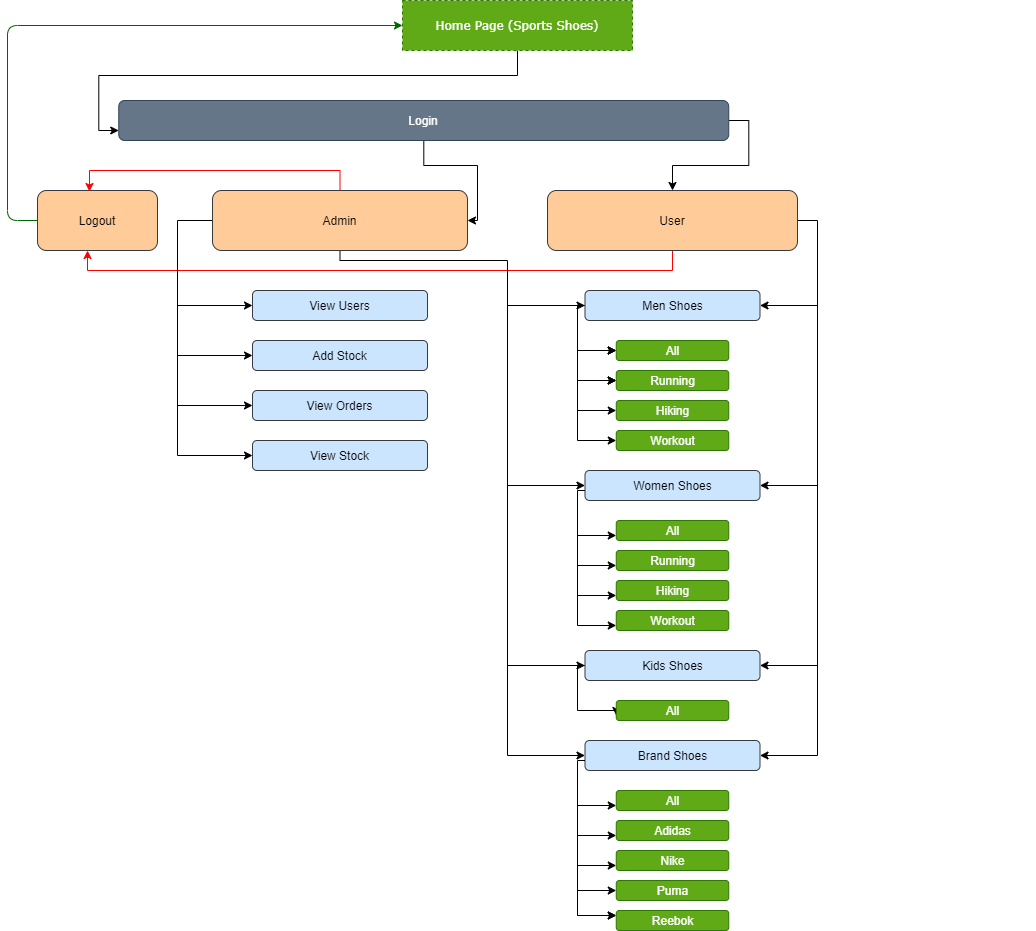 Home Page (Sports Shoes)
Login
Logout
Admin
User
View Users
Add Stock
View Orders
View Stock
Men Shoes
All
Running
Hiking
Workout
Women Shoes
All
Running
Hiking
Workout
Kids Shoes
All
Brand Shoes
All
Adidas
Nike
Puma
Reebok